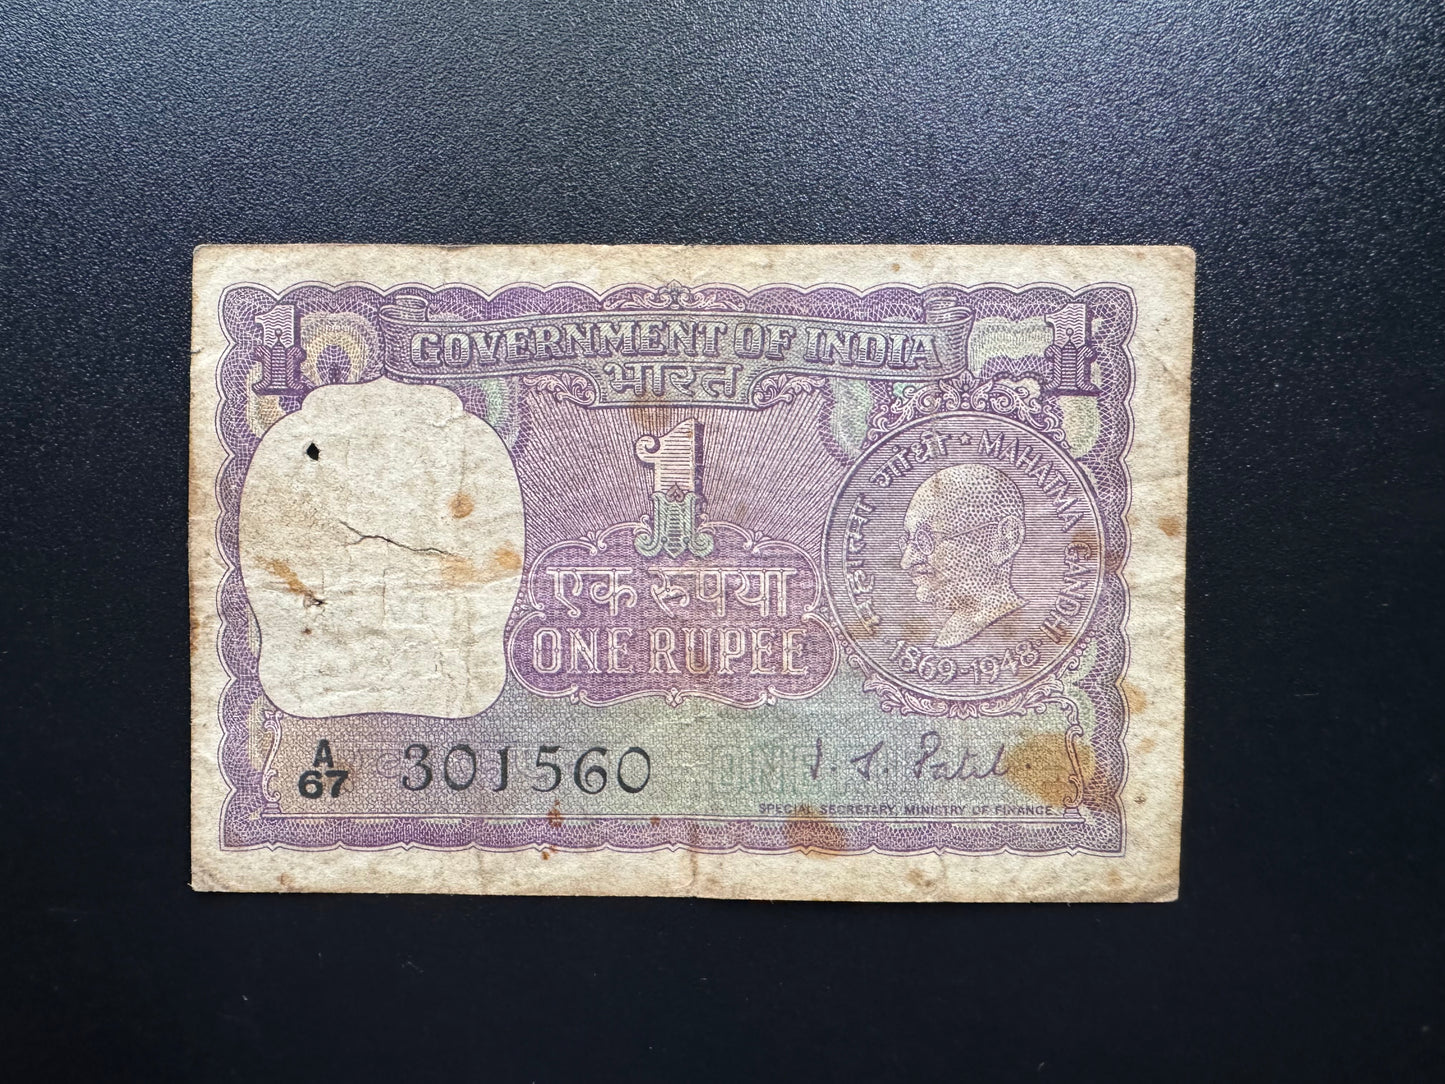 1 1
GOVERNMENT OF INDIA
भारत
1
एक रुपया
ONE RUPEE
महात्मा गांधी ★ MAHATMA GANDHI
1869-1948
A
67 301560
I. J. Patel.
SPECIAL SECRETARY, MINISTRY OF FINANCE.